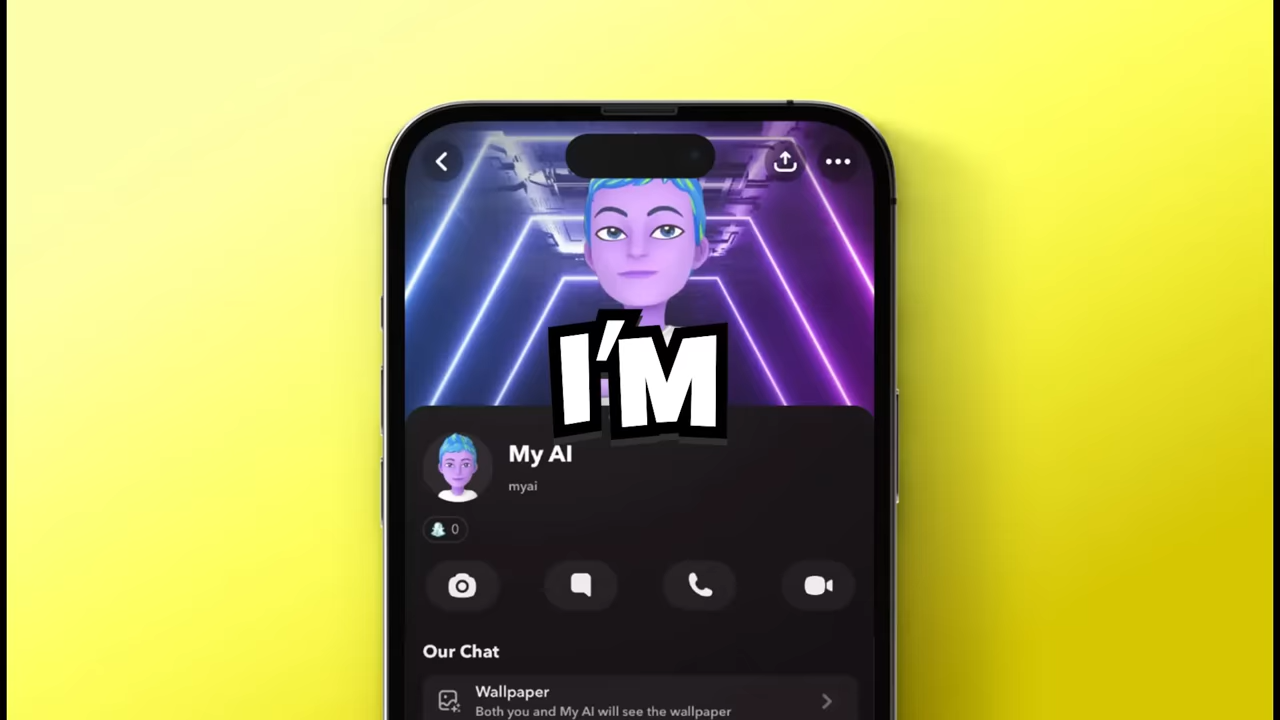 I'M
My AI
myai
0
Our Chat
Wallpaper
Both you and My AI will see the wallpaper